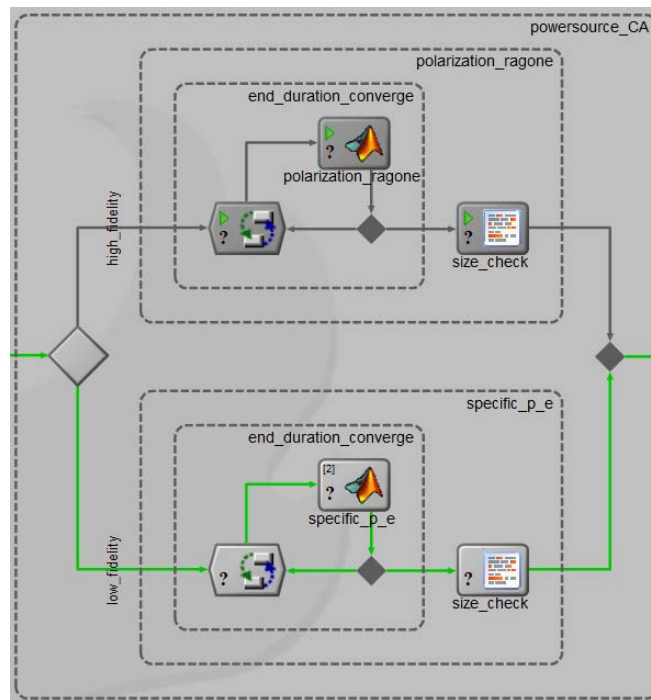 powersource_CA
polarization_ragone
end_duration_converge
?
polarization_ragone
high_fidelity
?
?
size_check
specific_p_e
end_duration_converge
[2]
?
specific_p_e
low_fidelity
?
?
size_check